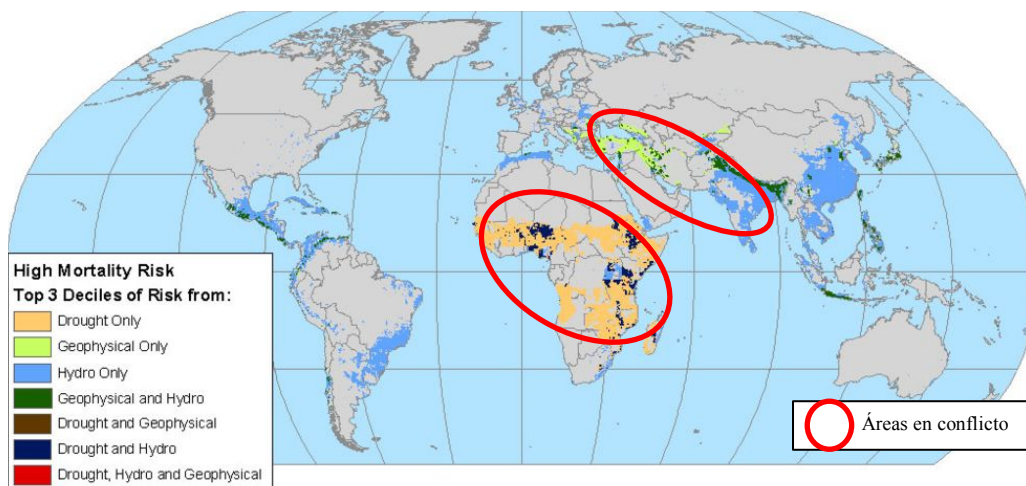 High Mortality Risk
Top 3 Deciles of Risk from:
Drought Only
Geophysical Only
Hydro Only
Geophysical and Hydro
Drought and Geophysical
Drought and Hydro
Drought, Hydro and Geophysical
Áreas en conflicto